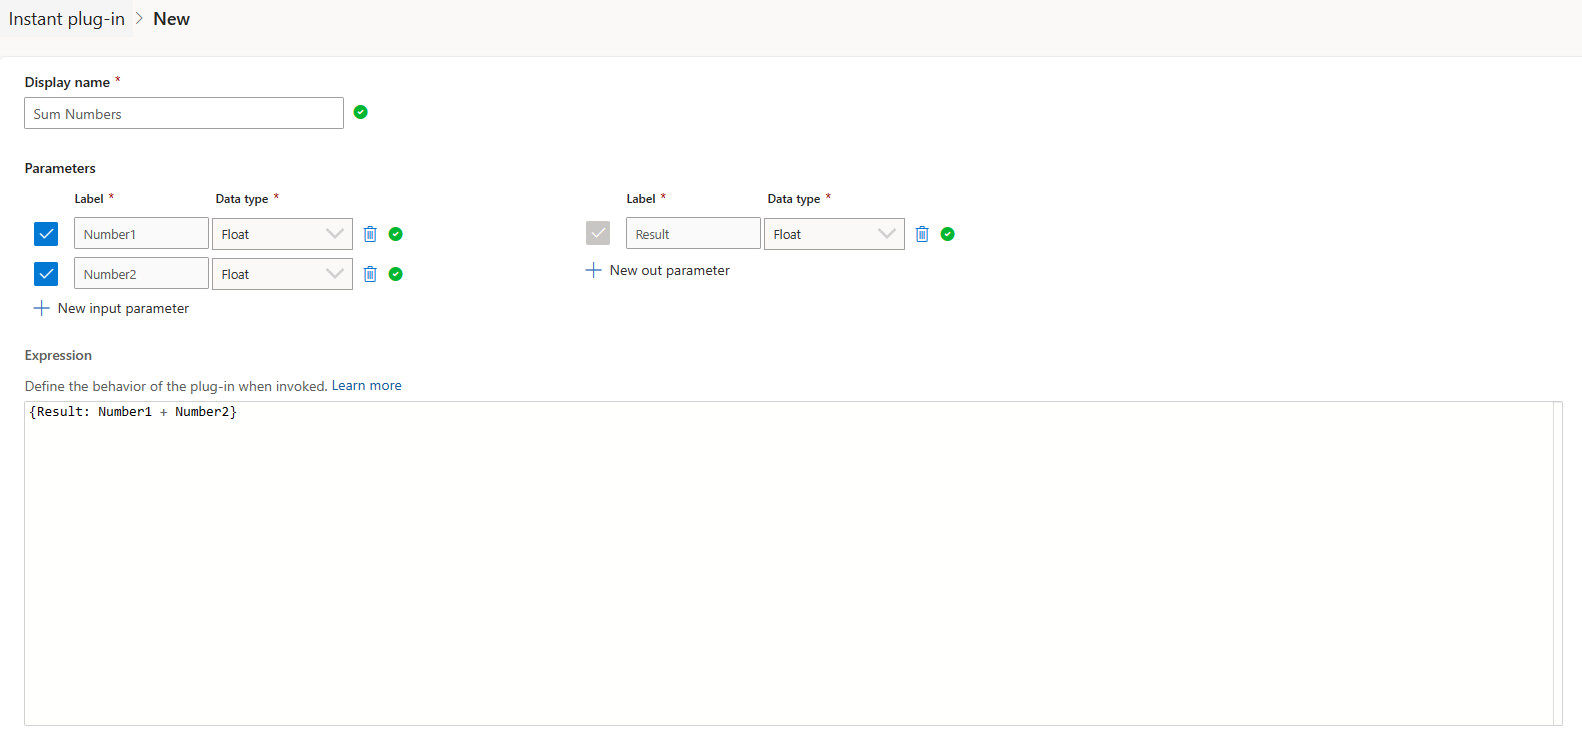 Instant plug-in > New
Display name *
Sum Numbers
Parameters
Label * Data type * Label * Data type *
Number1 Float Result Float
Number2 Float + New out parameter
+ New input parameter
Expression
Define the behavior of the plug-in when invoked. Learn more
{Result: Number1 + Number2}